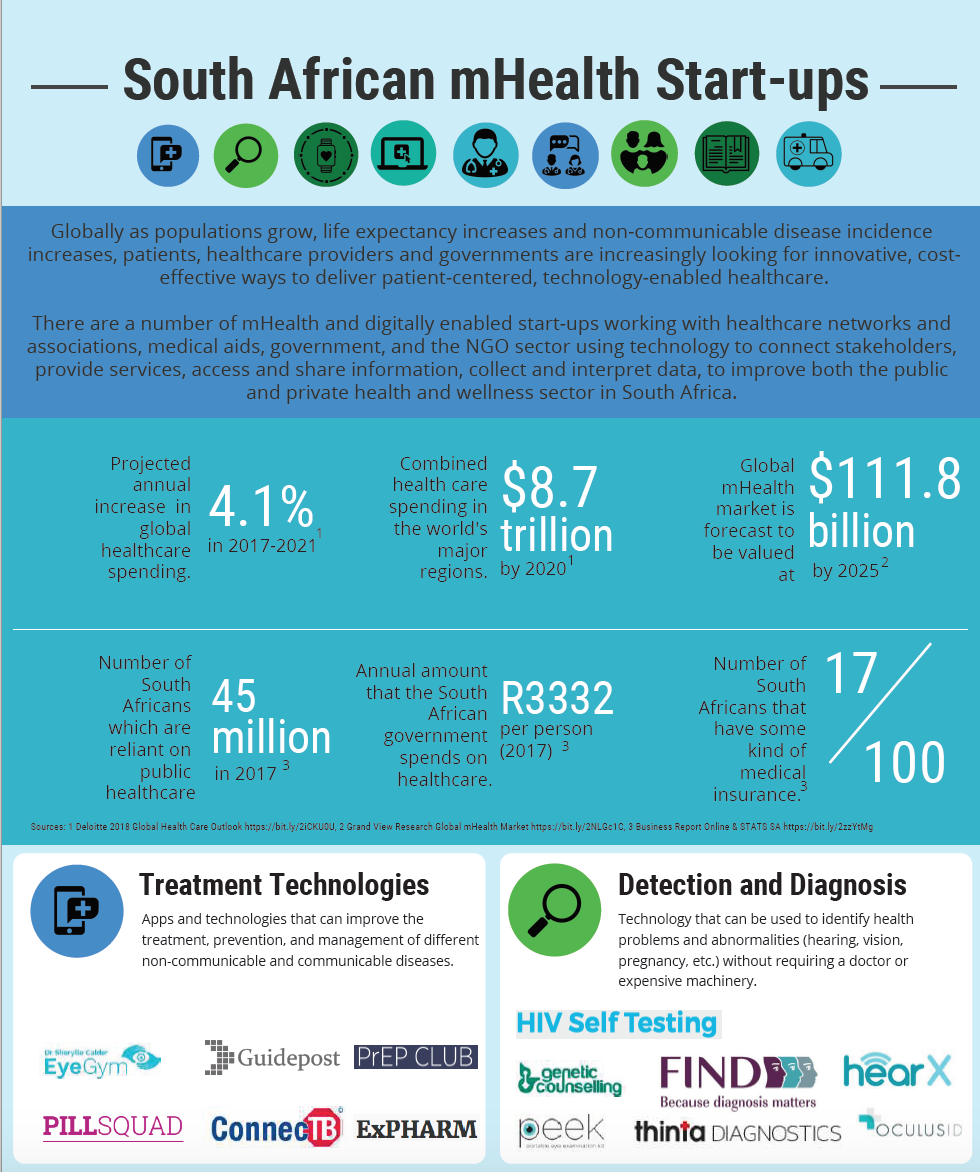 South African mHealth Start-ups
Globally as populations grow, life expectancy increases and non-communicable disease incidence
increases, patients, healthcare providers and governments are increasingly looking for innovative, cost-
effective ways to deliver patient-centered, technology-enabled healthcare.
There are a number of mHealth and digitally enabled start-ups working with healthcare networks and
associations, medical aids, government, and the NGO sector using technology to connect stakeholders,
provide services, access and share information, collect and interpret data, to improve both the public
and private health and wellness sector in South Africa.
Projected
annual
increase in
global
healthcare
spending.
4.1%
in 2017-2021 1
Combined
health care
spending in
the world's
major
regions.
$8.7
trillion
by 2020 1
Global
mHealth
market is
forecast to
be valued
at
$111.8
billion
by 2025 2
Number of
South
Africans
which are
reliant on
public
healthcare
45
million
in 2017 3
Annual amount
that the South
African
government
spends on
healthcare.
R3332
per person
(2017) 3
Number of
South
Africans that
have some
kind of
medical
insurance. 3
17
100
Sources: 1 Deloitte 2018 Global Health Care Outlook https://bit.ly/2iCKU0U, 2 Grand View Research Global mHealth Market https://bit.ly/2NLGc1C, 3 Business Report Online & STATS SA https://bit.ly/2zzYtMg
Treatment Technologies
Apps and technologies that can improve the
treatment, prevention, and management of different
non-communicable and communicable diseases.
Dr Sherylle Calder
EyeGym
Guidepost
PrEP CLUB
PILLSQUAD
ConnecTB
©
ExPHARM
Detection and Diagnosis
Technology that can be used to identify health
problems and abnormalities (hearing, vision,
pregnancy, etc.) without requiring a doctor or
expensive machinery.
HIV Self Testing
genetic
counselling
FIND
Because diagnosis matters
hearX
peek
portable eye examination kit
thinta DIAGNOSTICS
OCULUSID